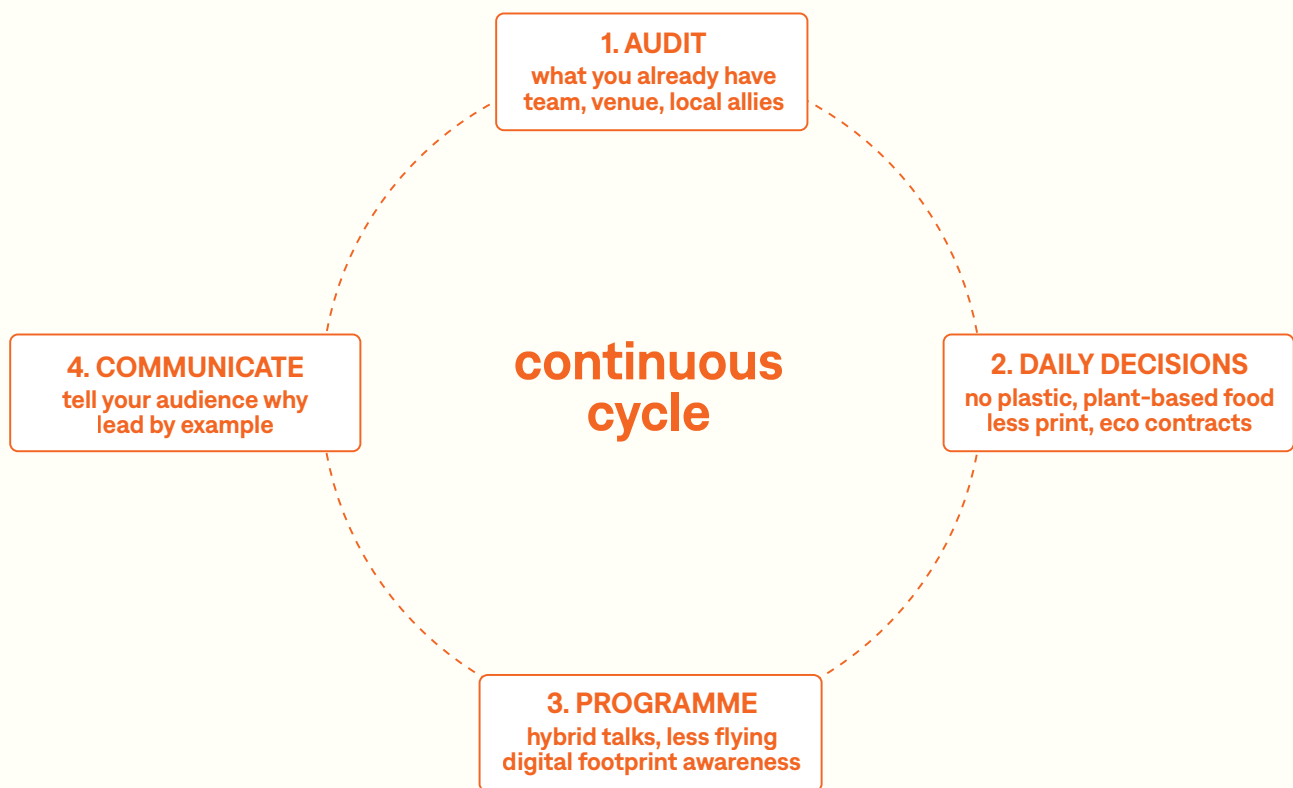 1. AUDIT
what you already have
team, venue, local allies
4. COMMUNICATE
tell your audience why
lead by example
continuous
cycle
2. DAILY DECISIONS
no plastic, plant-based food
less print, eco contracts
3. PROGRAMME
hybrid talks, less flying
digital footprint awareness